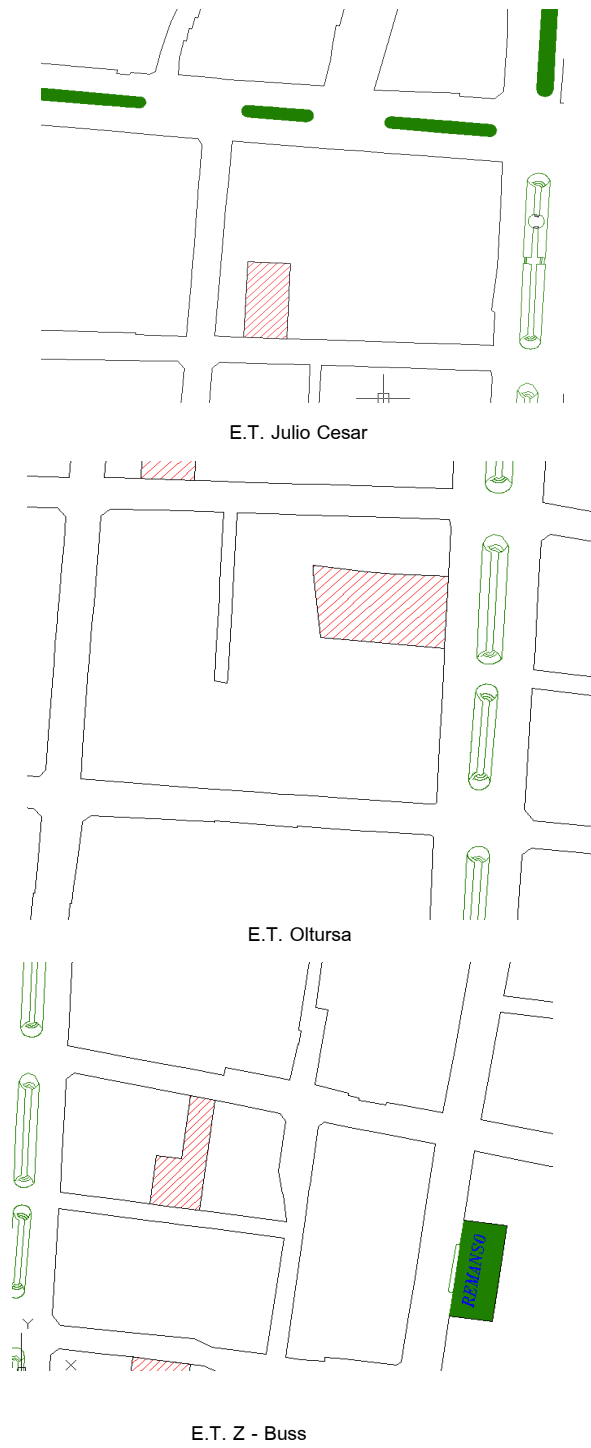 E.T. Julio Cesar
E.T. Oltursa
REMANSO
Y
X
E.T. Z - Buss